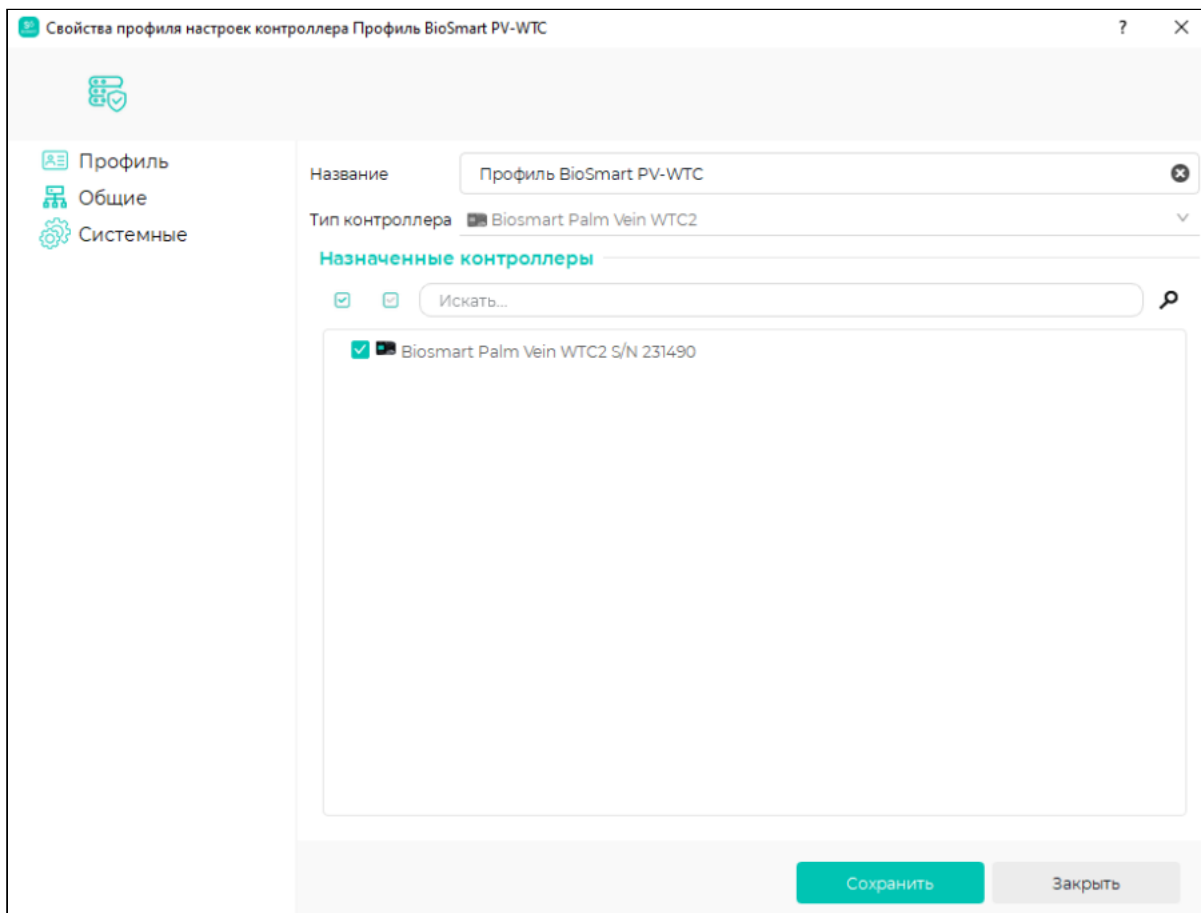 Свойства профиля настроек контроллера Профиль BioSmart PV-WTC
?
Профиль
Общие
Системные
Название Профиль BioSmart PV-WTC
Тип контроллера Biosmart Palm Vein WTC2
Назначенные контроллеры
Искать...
Biosmart Palm Vein WTC2 S/N 231490
Сохранить Закрыть